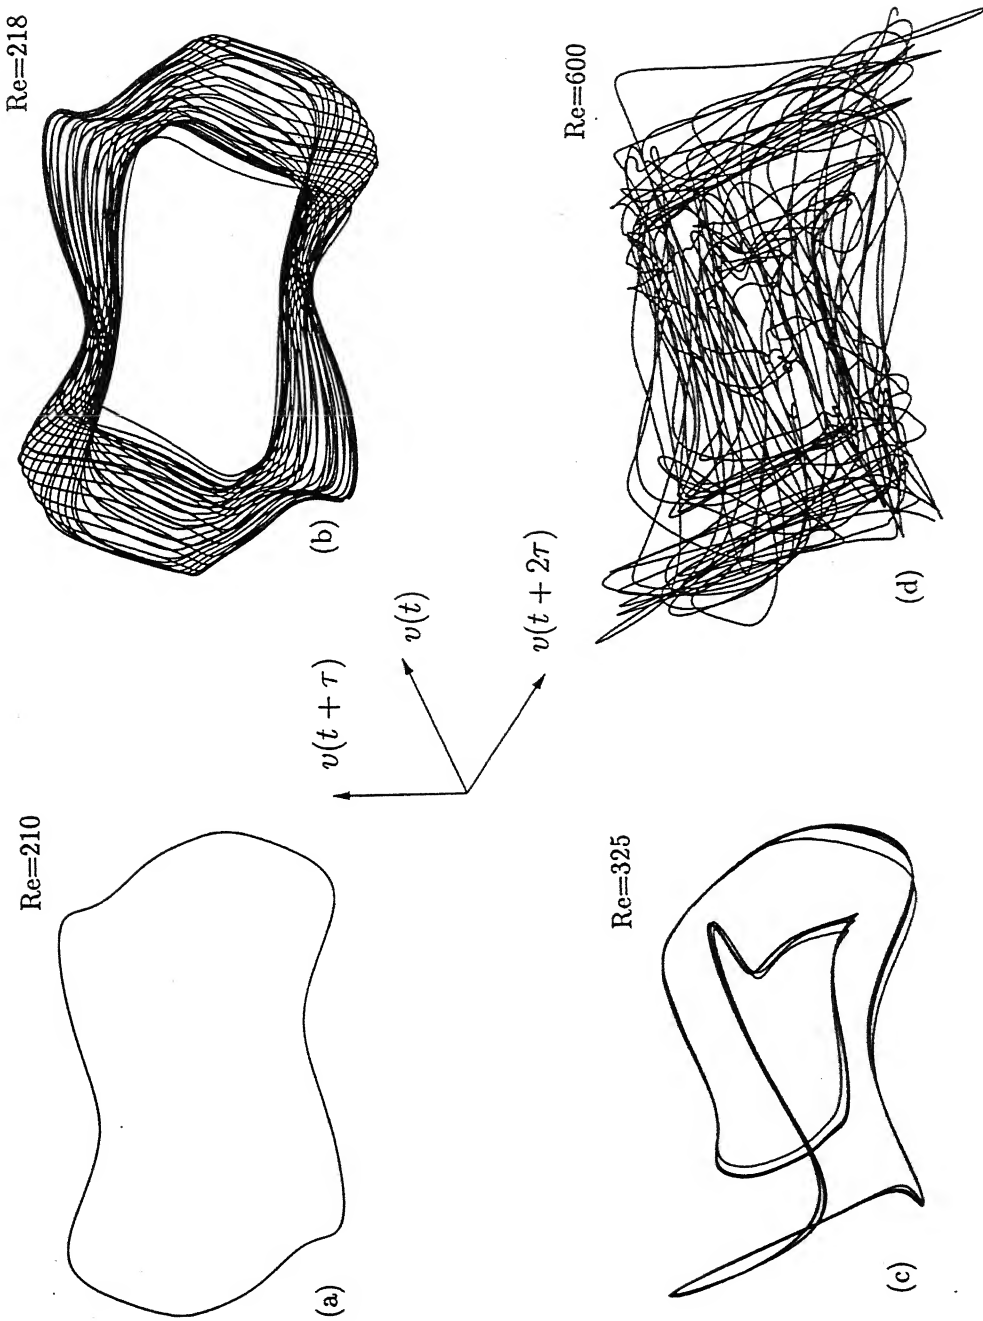 Re=210
(a)
Re=218
(b)
v(t + τ)
v(t)
v(t + 2τ)
Re=325
(c)
Re=600
(d)